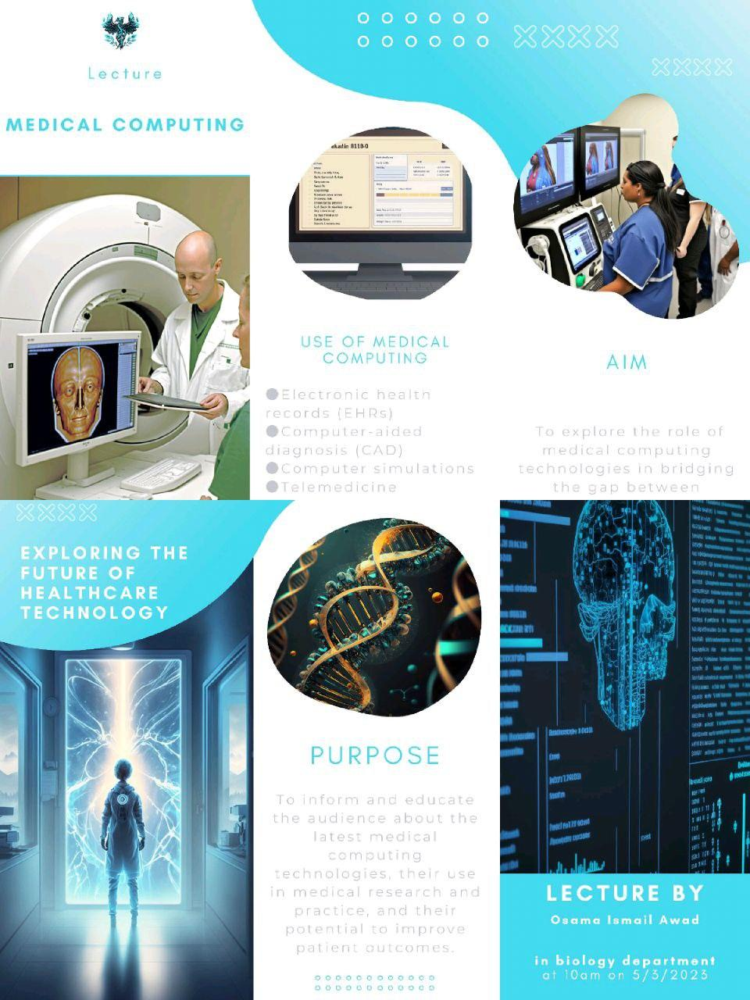 Lecture
MEDICAL COMPUTING
USE OF MEDICAL
COMPUTING
●Electronic health
records (EHRs)
●Computer-aided
diagnosis (CAD)
●Computer simulations
●Telemedicine
AIM
To explore the role of
medical computing
technologies in bridging
the gap between
EXPLORING THE
FUTURE OF
HEALTHCARE
TECHNOLOGY
PURPOSE
To inform and educate
the audience about the
latest medical
computing
technologies, their use
in medical research and
practice, and their
potential to improve
patient outcomes.
LECTURE BY
Osama Ismail Awad
in biology department
at 10am on 5/3/2023